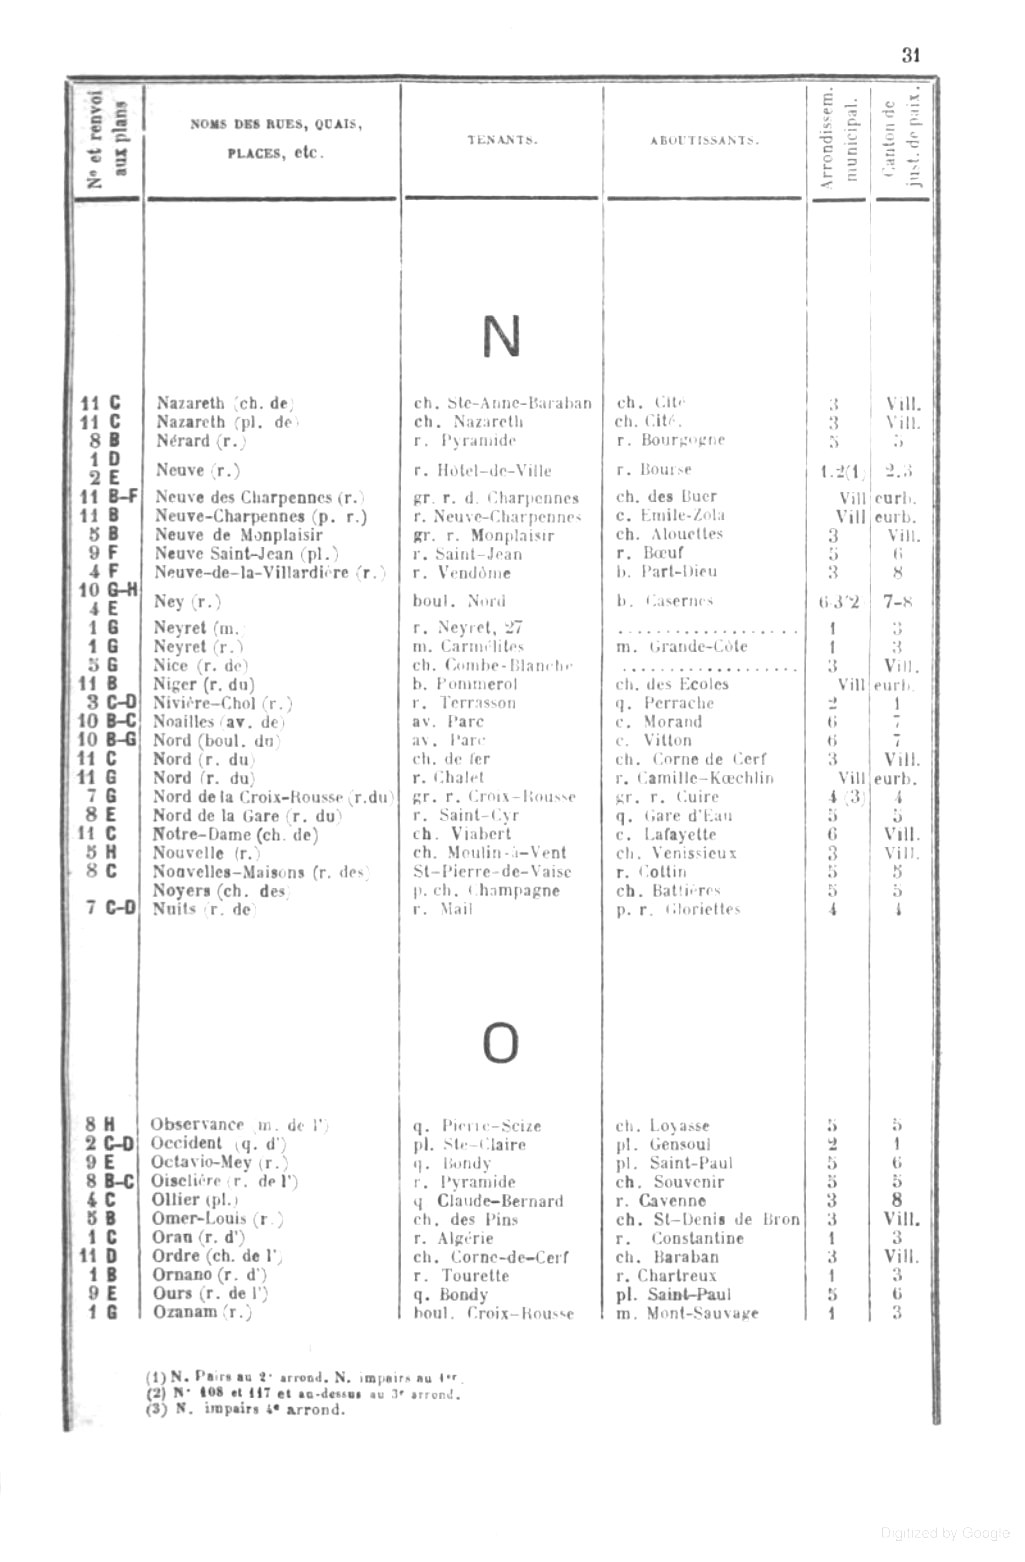 31
N° et renvoi aux plans | NOMS DES RUES, QUAIS, PLACES, etc. | TENANTS. | ABOUTISSANTS. | Arrondissem. municipal. | Canton de just. de paix.
N
11 C Nazareth (ch. de) ch. Ste-Anne-Baraban ch. Cité 3 Vill.
11 C Nazareth (pl. de) ch. Nazareth ch. Cité. 3 Vill.
8 B Nérard (r.) r. Pyramide r. Bourgogne 5 5
1 D
2 E Neuve (r.) r. Hôtel-de-Ville r. Bourse 1.2(1) 2.3
11 B-F Neuve des Charpennes (r.) gr. r. d. Charpennes ch. des Buer Vill eurb.
11 B Neuve-Charpennes (p. r.) r. Neuve-Charpennes c. Emile-Zola Vill eurb.
5 B Neuve de Monplaisir gr. r. Monplaisir ch. Alouettes 3 Vill.
9 F Neuve Saint-Jean (pl.) r. Saint-Jean r. Bœuf 5 6
4 F Neuve-de-la-Villardière (r.) r. Vendôme b. Part-Dieu 3 8
10 G-H
4 E Ney (r.) boul. Nord b. Casernes 6 3(2 7-8
1 G Neyret (m. r. Neyret, 27 .................. 1 3
1 G Neyret (r.) m. Carmélites m. Grande-Côte 1 3
5 G Nice (r. de) ch. Combe-Blanche .................. 3 Vill.
11 B Niger (r. du) b. Pommerol ch. des Ecoles Vill eurb.
3 C-D Nivière-Chol (r.) r. Terrasson q. Perrache 2 1
10 B-C Noailles (av. de) av. Parc c. Morand 6 7
10 B-G Nord (boul. du) av. Parc c. Vitton 6 7
11 C Nord (r. du) ch. de fer ch. Corne de Cerf 3 Vill.
11 G Nord (r. du) r. Chalet r. Camille-Kœchlin Vill eurb.
7 G Nord de la Croix-Rousse (r.du) gr. r. Croix-Rousse gr. r. Cuire 4 (3) 4
8 E Nord de la Gare (r. du) r. Saint-Cyr q. Gare d'Eau 5 5
11 C Notre-Dame (ch. de) ch. Viabert c. Lafayette 6 Vill.
5 H Nouvelle (r.) ch. Moulin-à-Vent ch. Venissieux 3 Vill.
8 C Nouvelles-Maisons (r. des) St-Pierre-de-Vaise r. Cottin 5 5
Noyers (ch. des) p. ch. Champagne ch. Battières 5 5
7 C-D Nuits (r. de) r. Mail p. r. Gloriettes 4 4
O
8 H Observance (m. de l') q. Pierre-Scize ch. Loyasse 5 5
2 C-D Occident (q. d') pl. Ste-Claire pl. Gensoul 2 1
9 E Octavio-Mey (r.) q. Bondy pl. Saint-Paul 5 6
8 B-C Oiselière (r. de l') r. Pyramide ch. Souvenir 5 5
4 C Ollier (pl.) q Claude-Bernard r. Cavenne 3 8
5 B Omer-Louis (r.) ch. des Pins ch. St-Denis de Bron 3 Vill.
1 C Oran (r. d') r. Algérie r. Constantine 1 3
11 D Ordre (ch. de l') ch. Corne-de-Cerf ch. Baraban 3 Vill.
1 B Ornano (r. d') r. Tourette r. Chartreux 1 3
9 E Ours (r. de l') q. Bondy pl. Saint-Paul 5 6
1 G Ozanam (r.) boul. Croix-Rousse m. Mont-Sauvage 1 3
(1) N. Pairs au 2e arrond. N. impairs au 1er.
(2) N° 108 et 117 et au-dessus au 3e arrond.
(3) N. impairs 4e arrond.
Digitized by Google